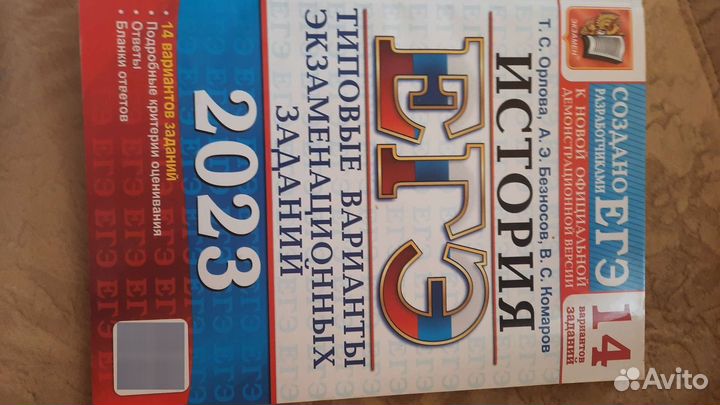 ЭКЗАМЕН
СОЗДАНО
РАЗРАБОТЧИКАМИ
ЕГЭ
К НОВОЙ ОФИЦИАЛЬНОЙ
ДЕМОНСТРАЦИОННОЙ ВЕРСИИ
14
вариантов
заданий
Т. С. Орлова, А. Э. Безносов, В. С. Комаров
ИСТОРИЯ
ЕГЭ
ТИПОВЫЕ ВАРИАНТЫ
ЭКЗАМЕНАЦИОННЫХ
ЗАДАНИЙ
2023
• 14 вариантов заданий
• Подробные критерии оценивания
• Ответы
• Бланки ответов
Avito